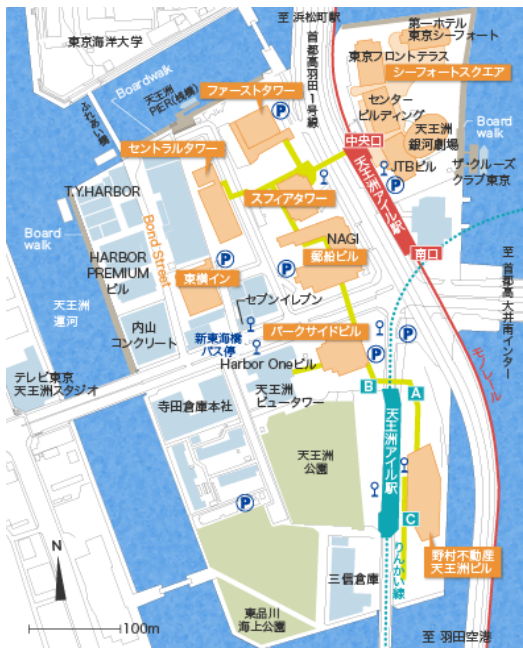 至 浜松町駅
東京海洋大学
首都高羽田1号線
第一ホテル
東京シーフォート
Boardwalk
天王洲
PIER(桟橋)
ふれあい橋
東京フロントテラス
シーフォートスクエア
ファーストタワー
P
センター
ビルディング
中央口
天王洲
銀河劇場
Board
walk
セントラルタワー
JTBビル
P
ザ・クルーズ
クラブ東京
天王洲アイル駅
T.Y.HARBOR
スフィアタワー
Bond Street
Board
walk
NAGI
南口
HARBOR
PREMIUM
ビル
郵船ビル
P
P
東横イン
至 首都高 大井南インター
天王洲
運河
セブンイレブン
内山
コンクリート
新東海橋
バス停
パークサイドビル
P
P
モノレール
Harbor Oneビル
テレビ東京
天王洲スタジオ
寺田倉庫本社
天王洲
ビュータワー
B
A
天王洲アイル駅
天王洲
公園
P
C
りんかい線
野村不動産
天王洲ビル
N
三信倉庫
東品川
海上公園
100m
至 羽田空港